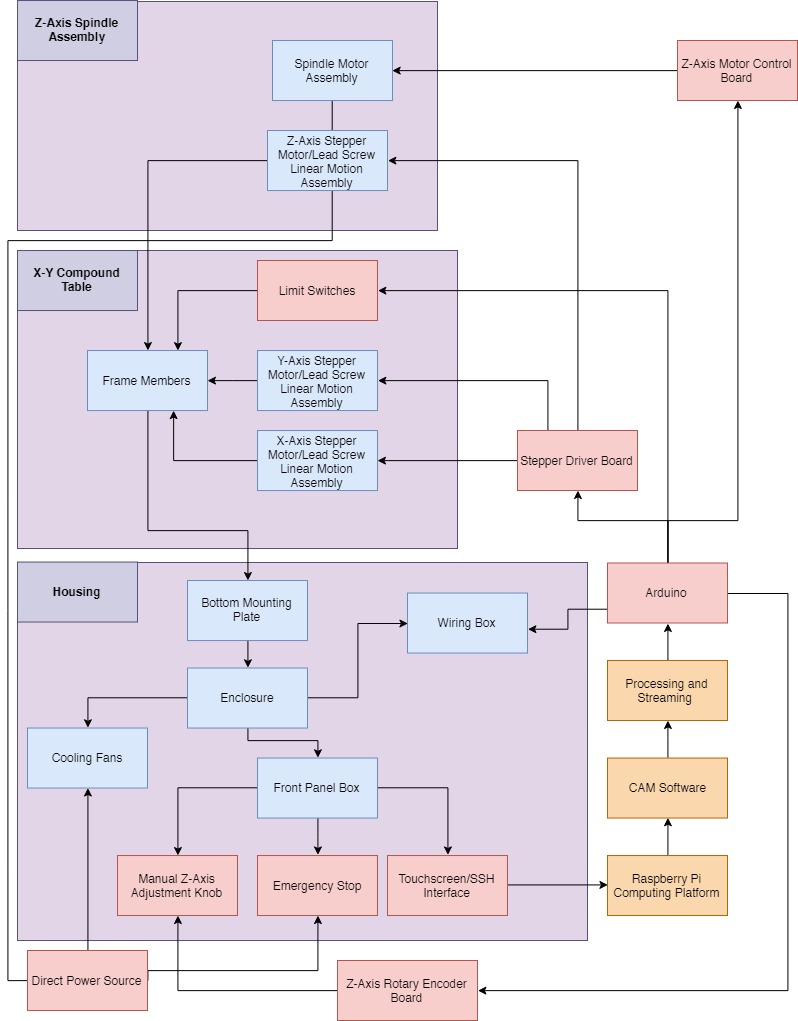 Z-Axis Spindle
Assembly
Spindle Motor
Assembly
Z-Axis Motor Control
Board
Z-Axis Stepper
Motor/Lead Screw
Linear Motion
Assembly
X-Y Compound
Table
Limit Switches
Frame Members
Y-Axis Stepper
Motor/Lead Screw
Linear Motion
Assembly
X-Axis Stepper
Motor/Lead Screw
Linear Motion
Assembly
Stepper Driver Board
Housing
Bottom Mounting
Plate
Wiring Box
Arduino
Enclosure
Processing and
Streaming
Cooling Fans
Front Panel Box
CAM Software
Manual Z-Axis
Adjustment Knob
Emergency Stop
Touchscreen/SSH
Interface
Raspberry Pi
Computing Platform
Direct Power Source
Z-Axis Rotary Encoder
Board